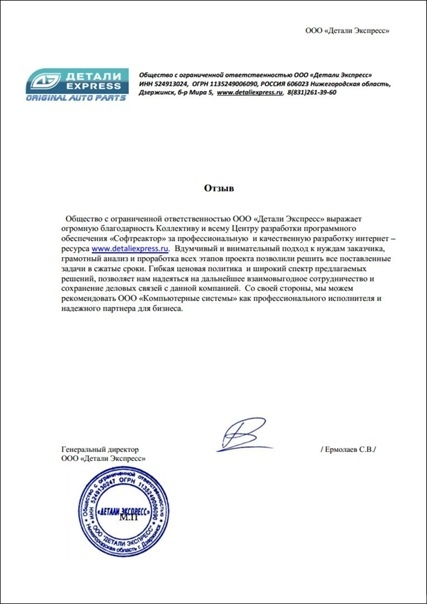 ООО «Детали Экспресс»
ДЕТАЛИ
EXPRESS
ORIGINAL AUTO PARTS
Общество с ограниченной ответственностью ООО «Детали Экспресс»
ИНН 524913024, ОГРН 1135249006090, РОССИЯ 606023 Нижегородская область,
Дзержинск, б-р Мира 5, www.detaliexpress.ru, 8(831)261-39-60
Отзыв
Общество с ограниченной ответственностью ООО «Детали Экспресс» выражает
огромную благодарность Коллективу и всему Центру разработки программного
обеспечения «Софтреактор» за профессиональную и качественную разработку интернет –
ресурса www.detaliexpress.ru. Вдумчивый и внимательный подход к нуждам заказчика,
грамотный анализ и проработка всех этапов проекта позволили решить все поставленные
задачи в сжатые сроки. Гибкая ценовая политика и широкий спектр предлагаемых
решений, позволяет нам надеяться на дальнейшее взаимовыгодное сотрудничество и
сохранение деловых связей с данной компанией. Со своей стороны, мы можем
рекомендовать ООО «Компьютерные системы» как профессионального исполнителя и
надежного партнера для бизнеса.
Генеральный директор
ООО «Детали Экспресс»
/ Ермолаев С.В./
Общество с ограниченной ответственностью
ОГРН 1135249006090
«ДЕТАЛИ ЭКСПРЕСС»
М.П
ООО "ДЕТАЛИ ЭКСПРЕСС"
Нижегородская область г. Дзержинск